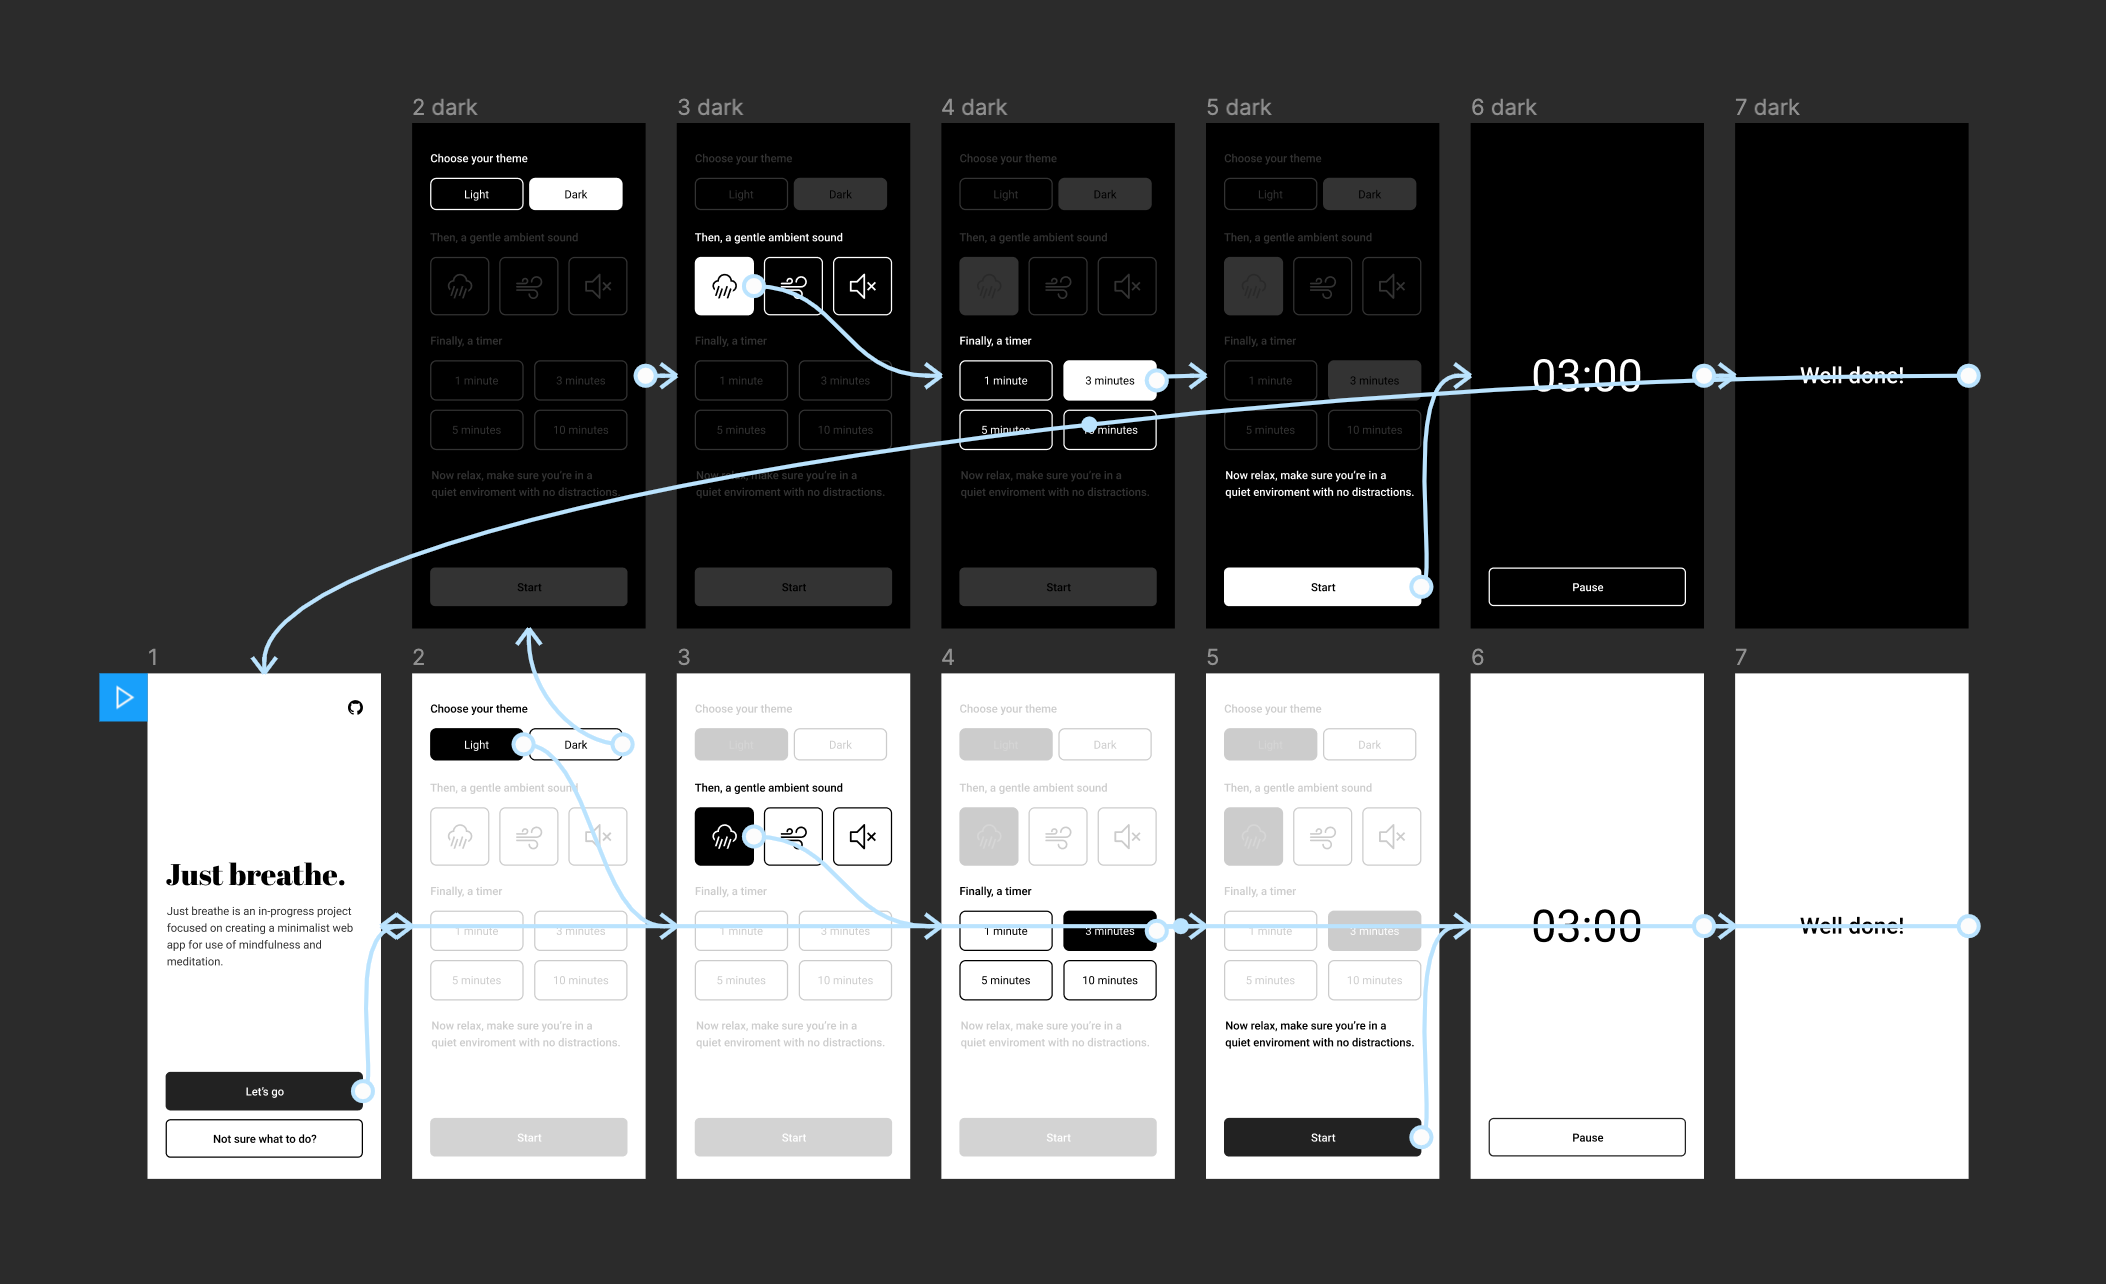 2 dark
Choose your theme
Light
Dark
Then, a gentle ambient sound
Finally, a timer
1 minute
3 minutes
5 minutes
10 minutes
Now relax, make sure you're in a
quiet enviroment with no distractions.
Start
3 dark
Choose your theme
Light
Dark
Then, a gentle ambient sound
Finally, a timer
1 minute
3 minutes
5 minutes
10 minutes
Now relax, make sure you're in a
quiet enviroment with no distractions.
Start
4 dark
Choose your theme
Light
Dark
Then, a gentle ambient sound
Finally, a timer
1 minute
3 minutes
5 minutes
10 minutes
Now relax, make sure you're in a
quiet enviroment with no distractions.
Start
5 dark
Choose your theme
Light
Dark
Then, a gentle ambient sound
Finally, a timer
1 minute
3 minutes
5 minutes
10 minutes
Now relax, make sure you're in a
quiet enviroment with no distractions.
Start
6 dark
03:00
Pause
7 dark
Well done!
1
Just breathe.
Just breathe is an in-progress project
focused on creating a minimalist web
app for use of mindfulness and
meditation.
Let's go
Not sure what to do?
2
Choose your theme
Light
Dark
Then, a gentle ambient sound
Finally, a timer
1 minute
3 minutes
5 minutes
10 minutes
Now relax, make sure you're in a
quiet enviroment with no distractions.
Start
3
Choose your theme
Light
Dark
Then, a gentle ambient sound
Finally, a timer
1 minute
3 minutes
5 minutes
10 minutes
Now relax, make sure you're in a
quiet enviroment with no distractions.
Start
4
Choose your theme
Light
Dark
Then, a gentle ambient sound
Finally, a timer
1 minute
3 minutes
5 minutes
10 minutes
Now relax, make sure you're in a
quiet enviroment with no distractions.
Start
5
Choose your theme
Light
Dark
Then, a gentle ambient sound
Finally, a timer
1 minute
3 minutes
5 minutes
10 minutes
Now relax, make sure you're in a
quiet enviroment with no distractions.
Start
6
03:00
Pause
7
Well done!